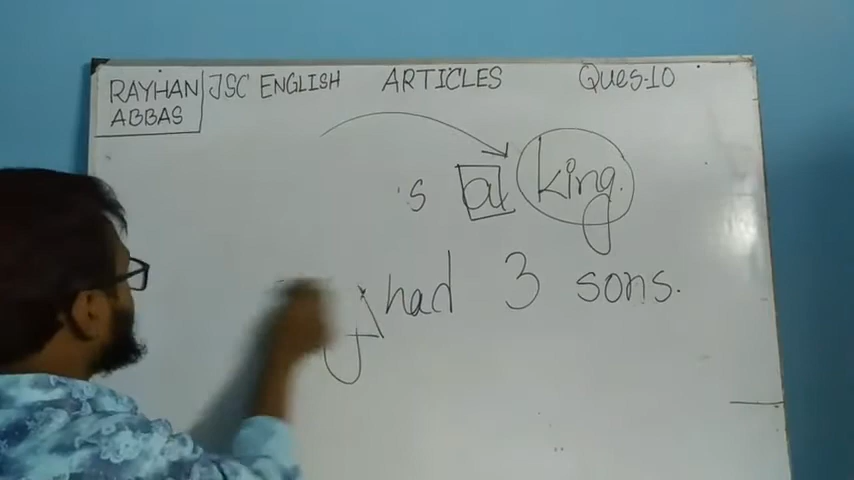 RAYHAN JSC ENGLISH ARTICLES Ques-10
ABBAS
's a king.
had 3 sons.